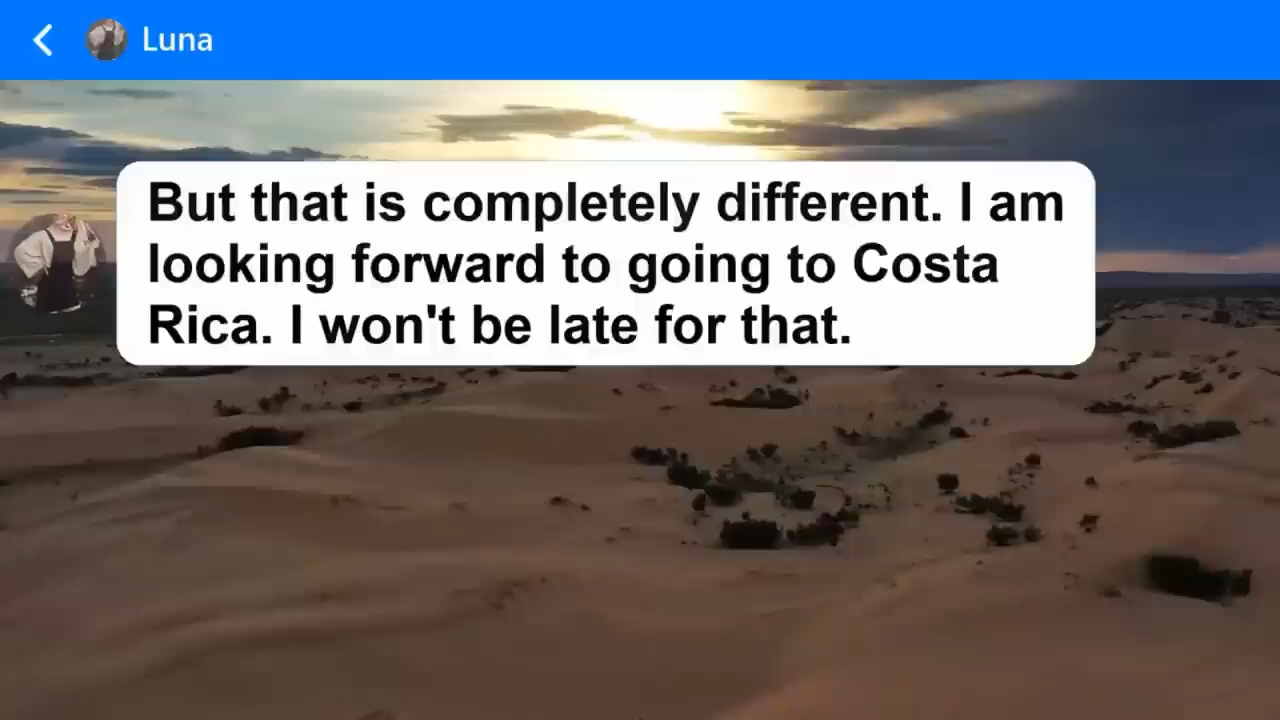 Luna
But that is completely different. I am
looking forward to going to Costa
Rica. I won't be late for that.